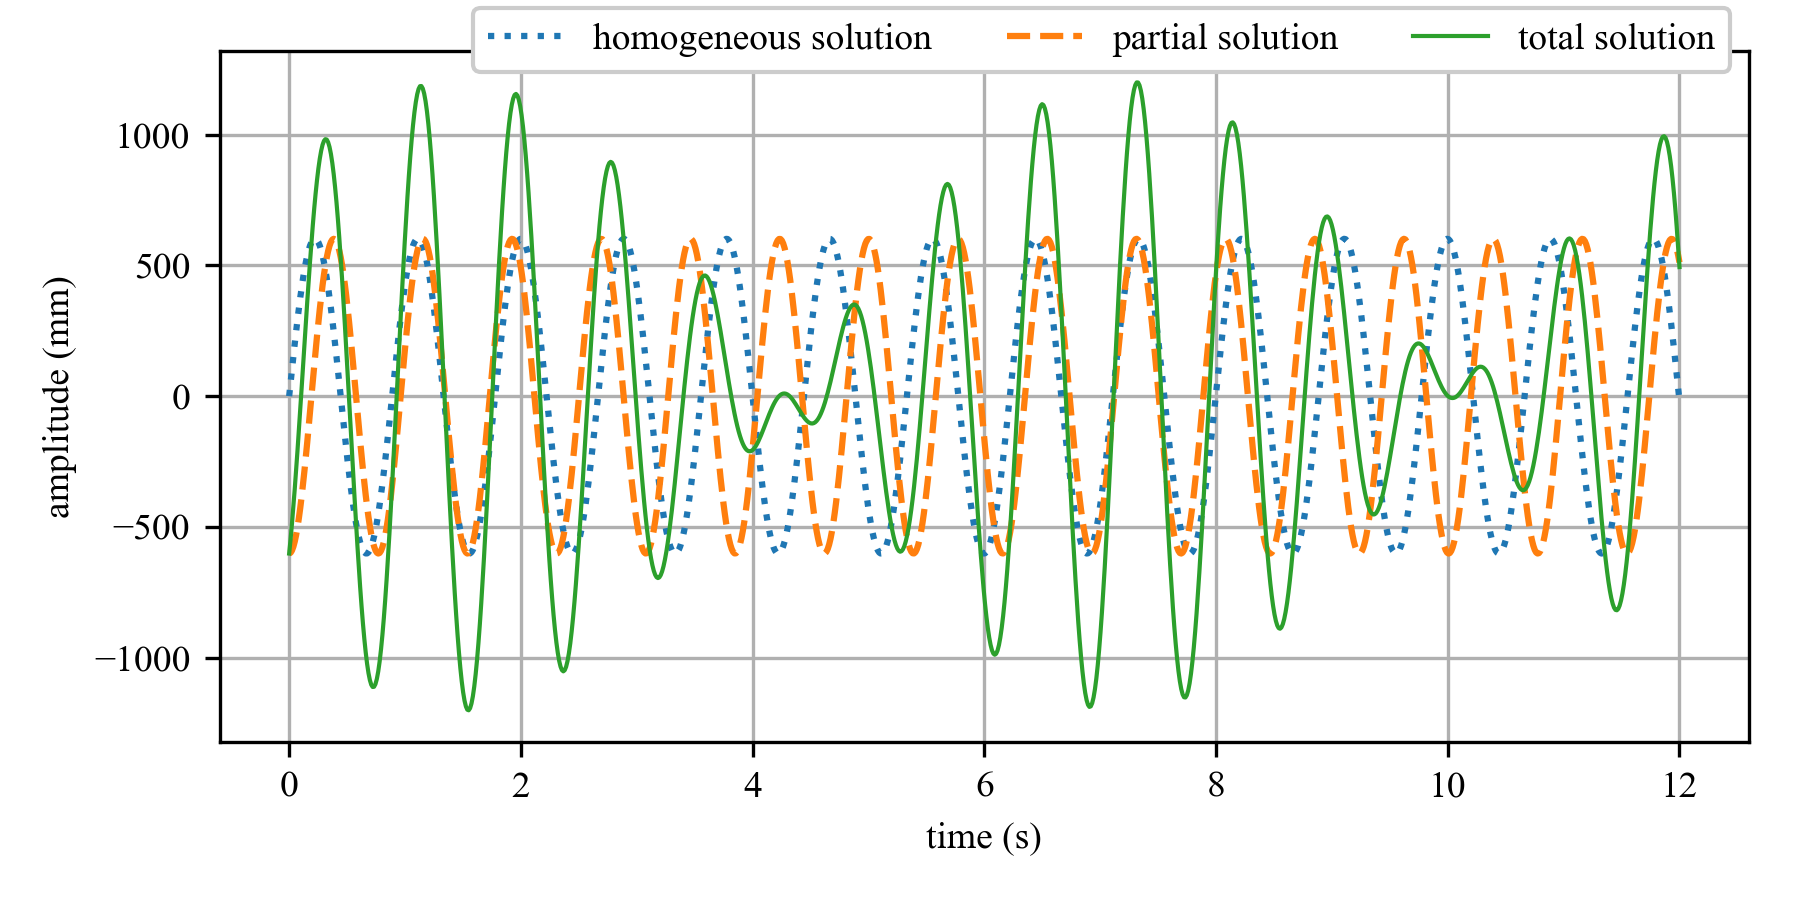 homogeneous solution partial solution total solution
1000
500
0
−500
−1000
amplitude (mm)
0 2 4 6 8 10 12
time (s)